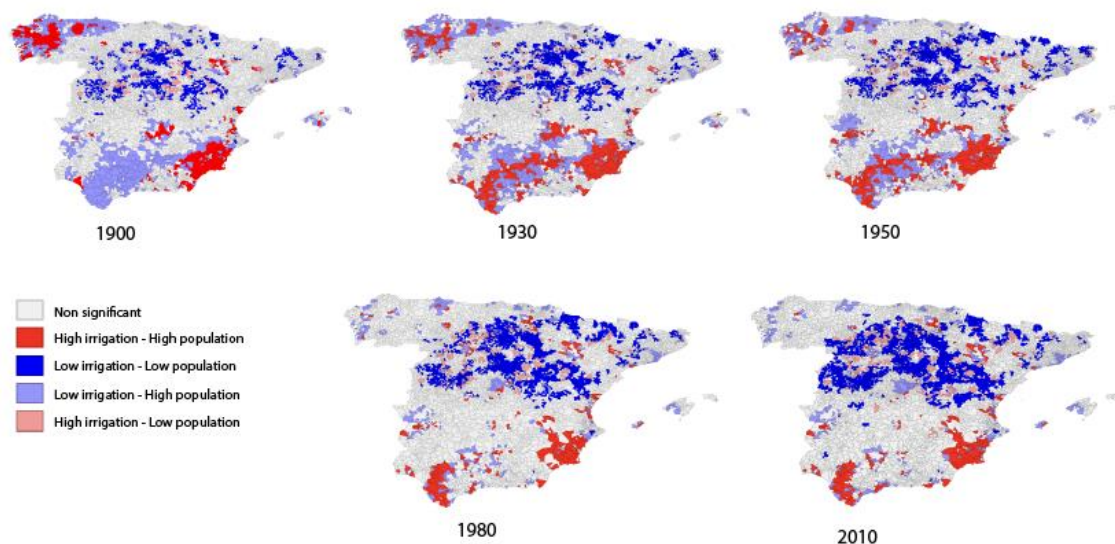 1900
1930
1950
Non significant
High irrigation - High population
Low irrigation - Low population
Low irrigation - High population
High irrigation - Low population
1980
2010